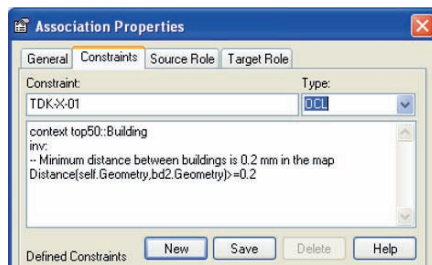 Association Properties
General Constraints Source Role Target Role
Constraint: Type:
TDK-X-01 OCL
context top50::Building
inv:
-- Minimum distance between buildings is 0.2 mm in the map
Distance(self.Geometry,bd2.Geometry)>=0.2
Defined Constraints New Save Delete Help